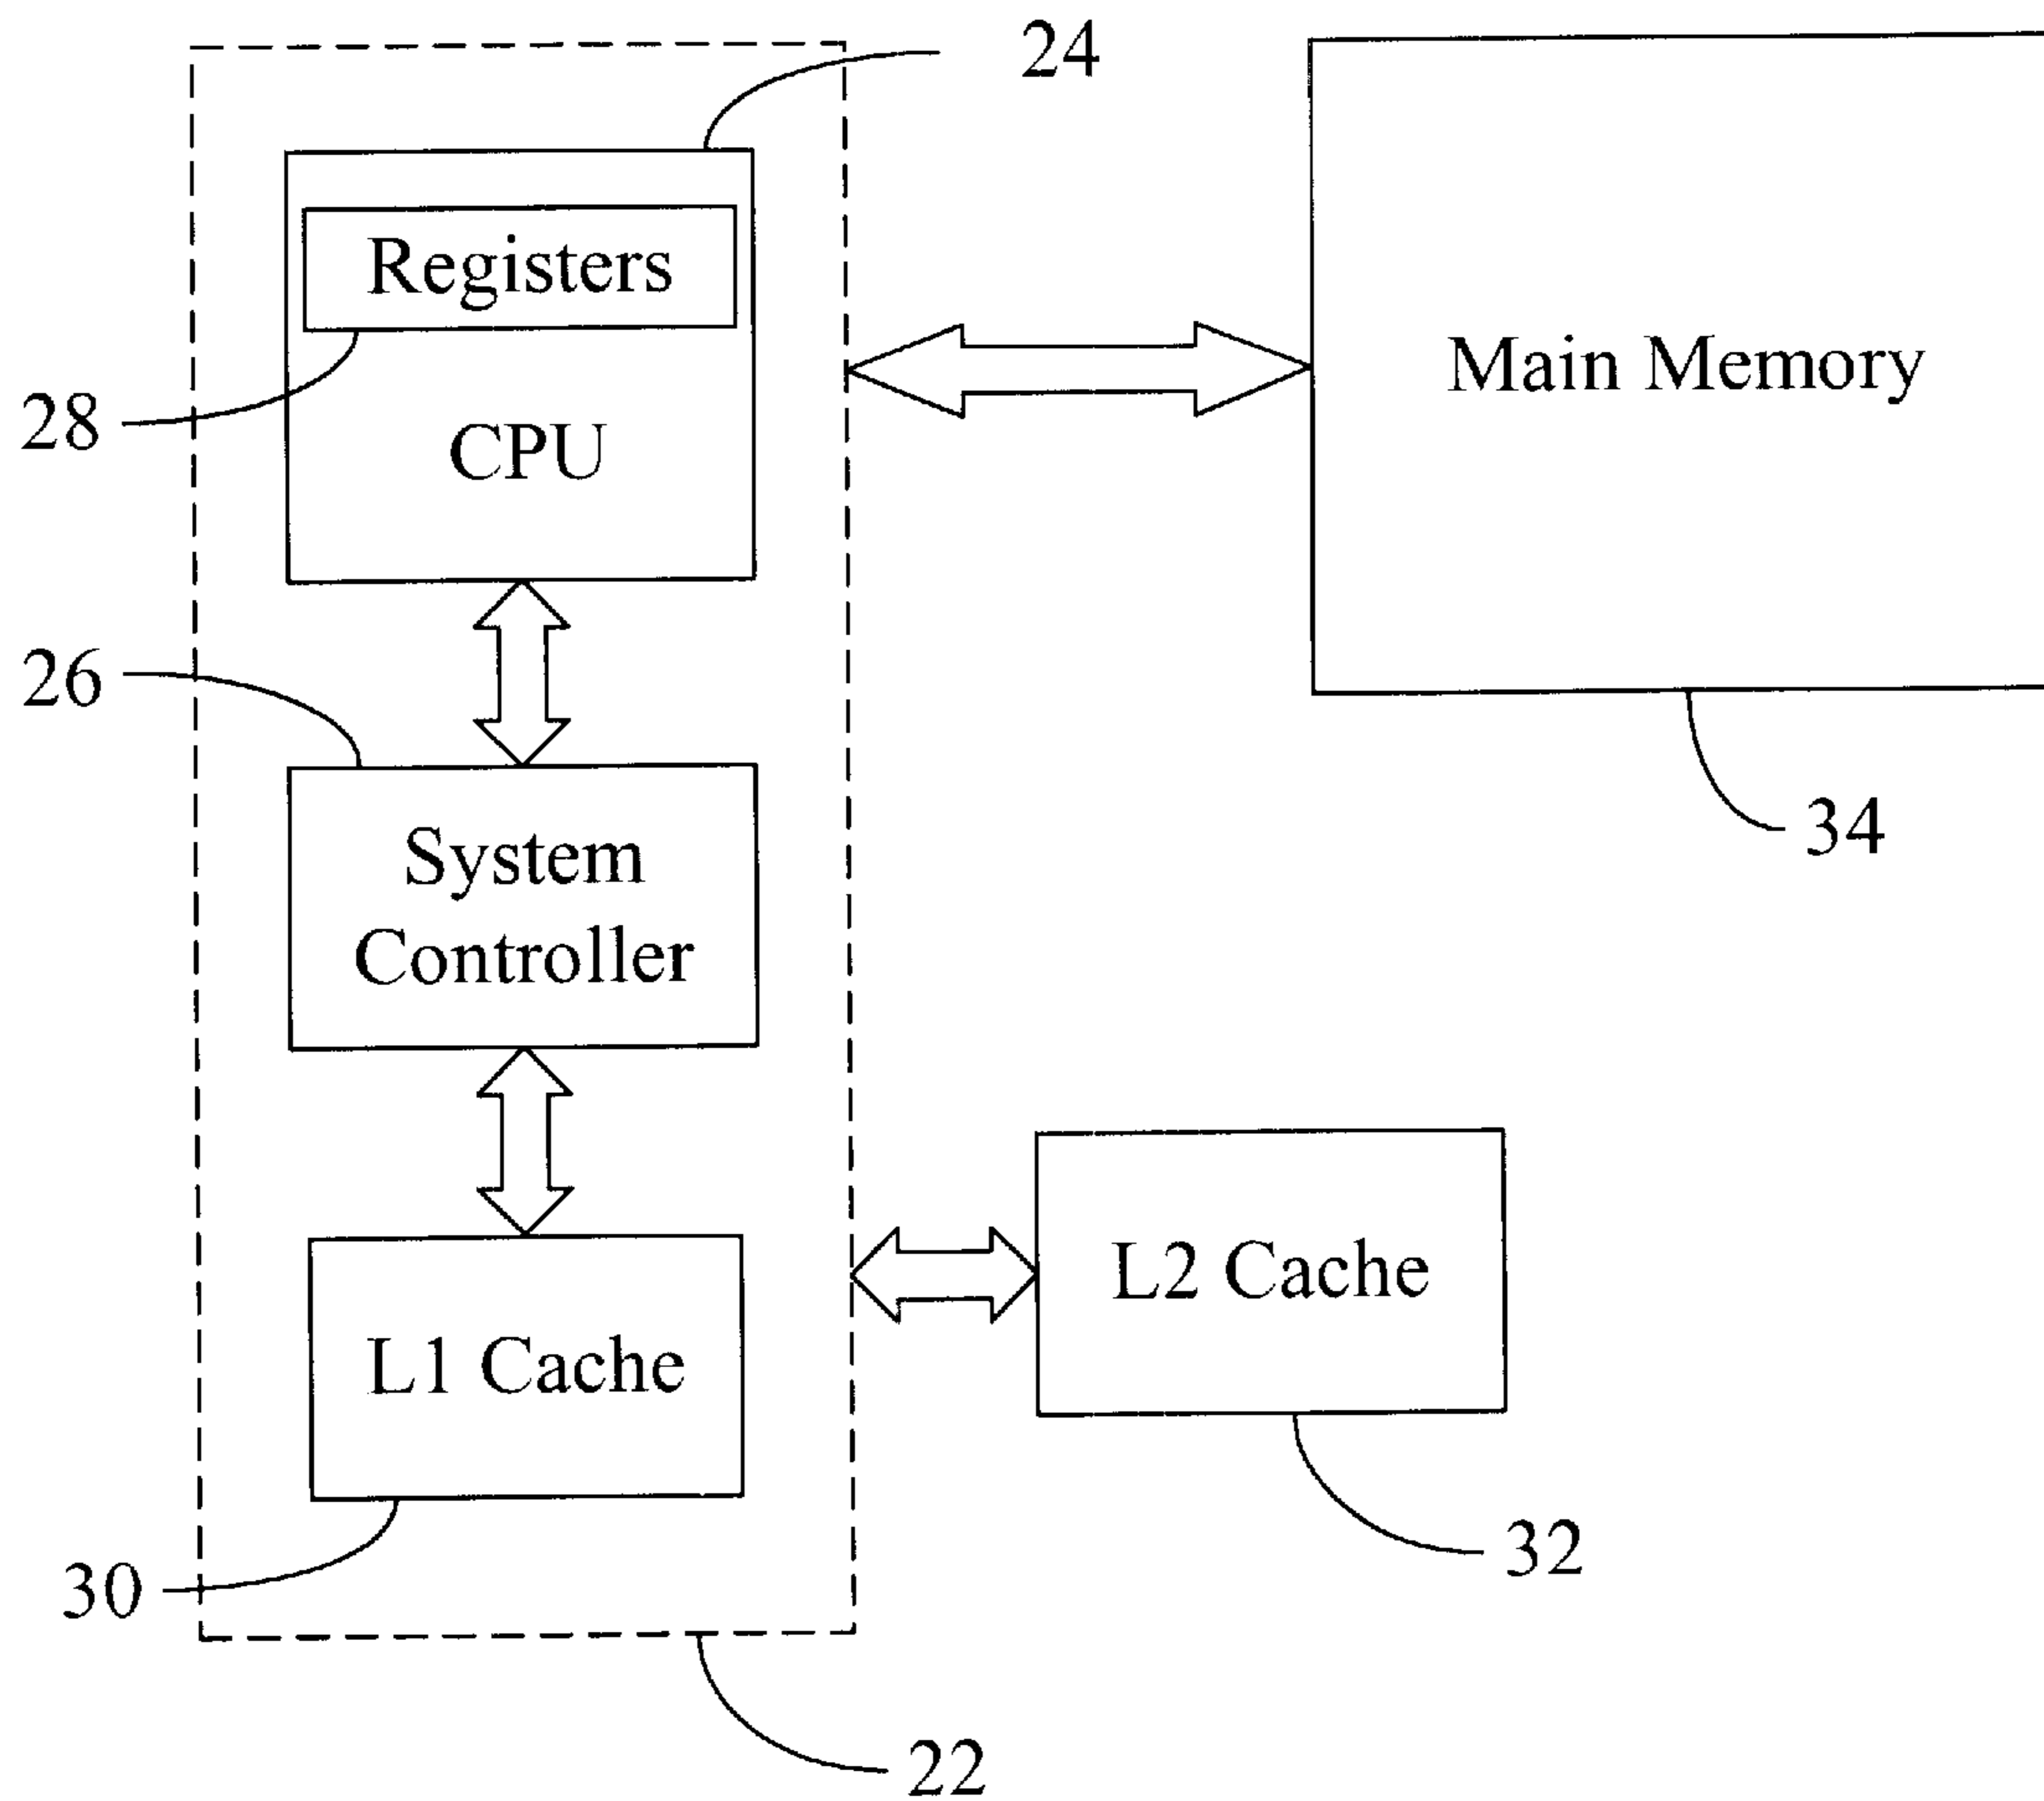 24
Registers
Main Memory
28
CPU
26
34
System
Controller
L2 Cache
L1 Cache
32
30
22